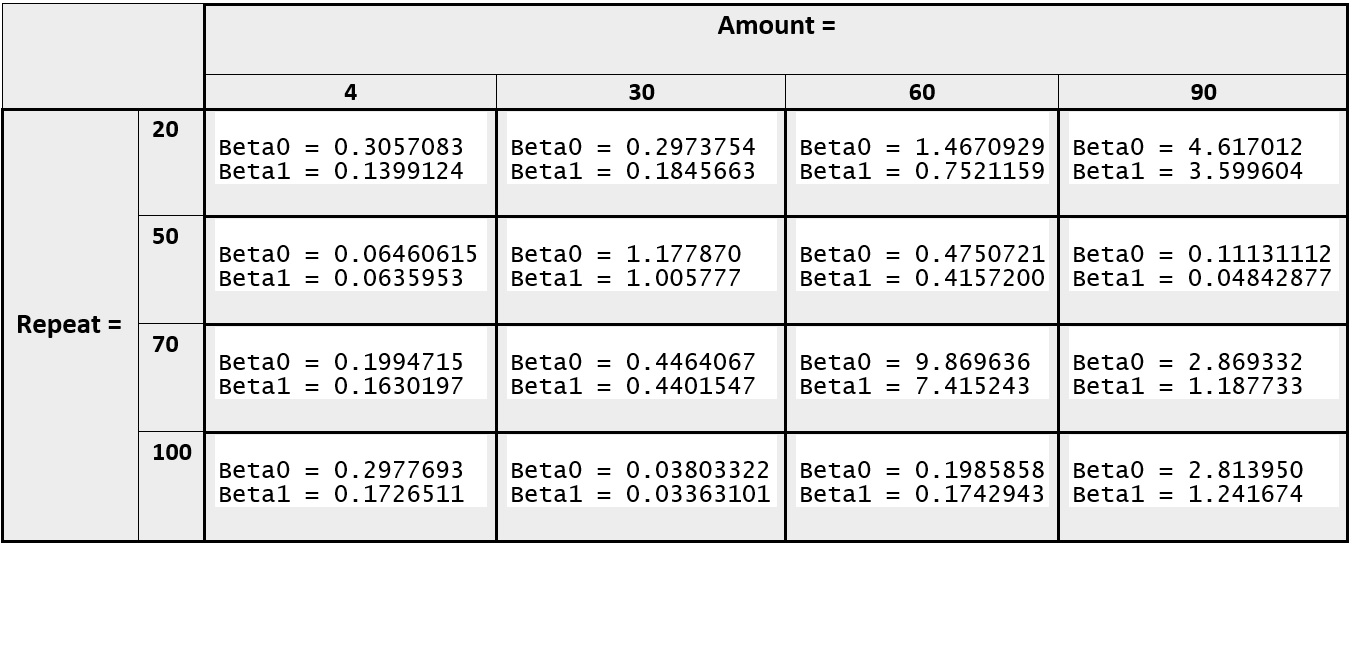 Amount =
4 30 60 90
Repeat =
20
Beta0 = 0.3057083
Beta1 = 0.1399124
Beta0 = 0.2973754
Beta1 = 0.1845663
Beta0 = 1.4670929
Beta1 = 0.7521159
Beta0 = 4.617012
Beta1 = 3.599604
50
Beta0 = 0.06460615
Beta1 = 0.0635953
Beta0 = 1.177870
Beta1 = 1.005777
Beta0 = 0.4750721
Beta1 = 0.4157200
Beta0 = 0.11131112
Beta1 = 0.04842877
70
Beta0 = 0.1994715
Beta1 = 0.1630197
Beta0 = 0.4464067
Beta1 = 0.4401547
Beta0 = 9.869636
Beta1 = 7.415243
Beta0 = 2.869332
Beta1 = 1.187733
100
Beta0 = 0.2977693
Beta1 = 0.1726511
Beta0 = 0.03803322
Beta1 = 0.03363101
Beta0 = 0.1985858
Beta1 = 0.1742943
Beta0 = 2.813950
Beta1 = 1.241674